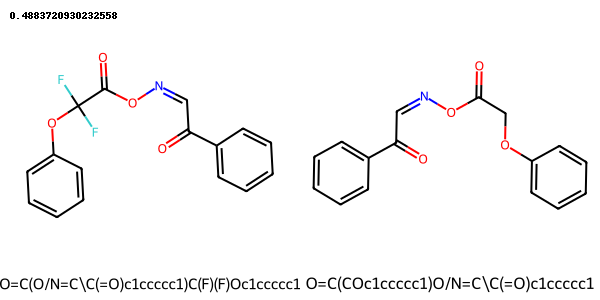 0.4883720930232558
O
F
N
O
F
O
O
O
N
O
O
O
O=C(O/N=C\C(=O)c1ccccc1)C(F)(F)Oc1ccccc1 O=C(COc1ccccc1)O/N=C\C(=O)c1ccccc1